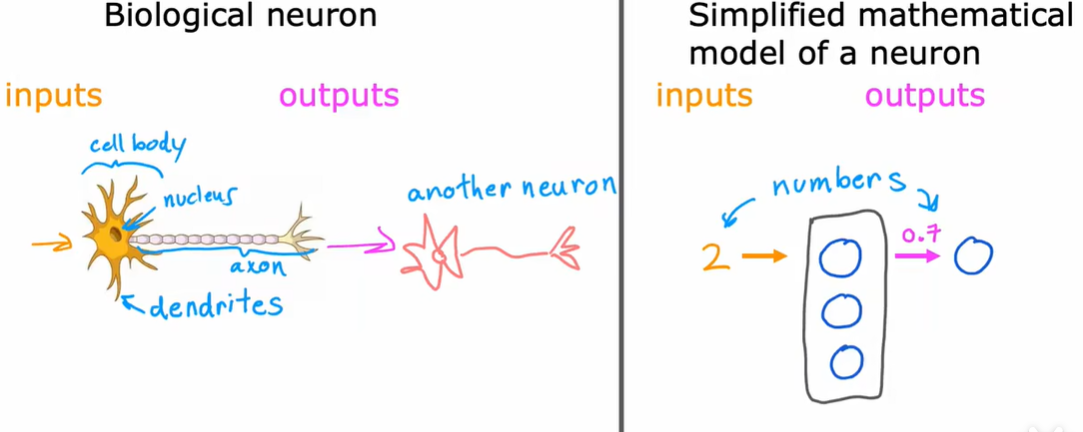 Biological neuron
inputs
outputs
cell body
nucleus
another neuron
axon
dendrites
Simplified mathematical
model of a neuron
inputs
outputs
numbers
2
0.7